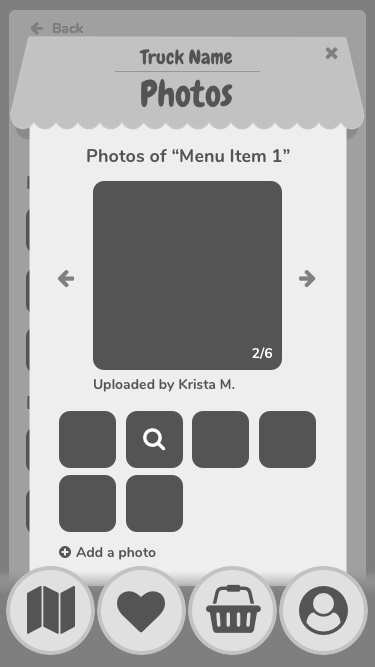 Back
Truck Name
Photos
Photos of “Menu Item 1”
2/6
Uploaded by Krista M.
Add a photo